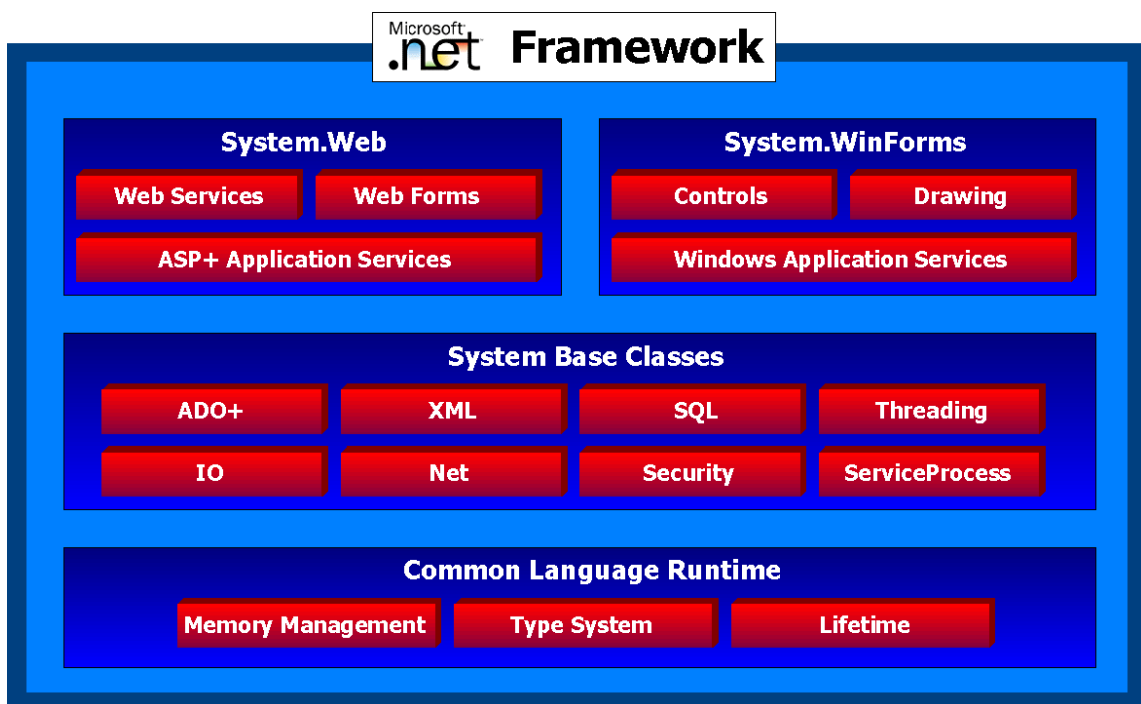 Microsoft
.net Framework
System.Web
Web Services
Web Forms
ASP+ Application Services
System.WinForms
Controls
Drawing
Windows Application Services
System Base Classes
ADO+
XML
SQL
Threading
IO
Net
Security
ServiceProcess
Common Language Runtime
Memory Management
Type System
Lifetime